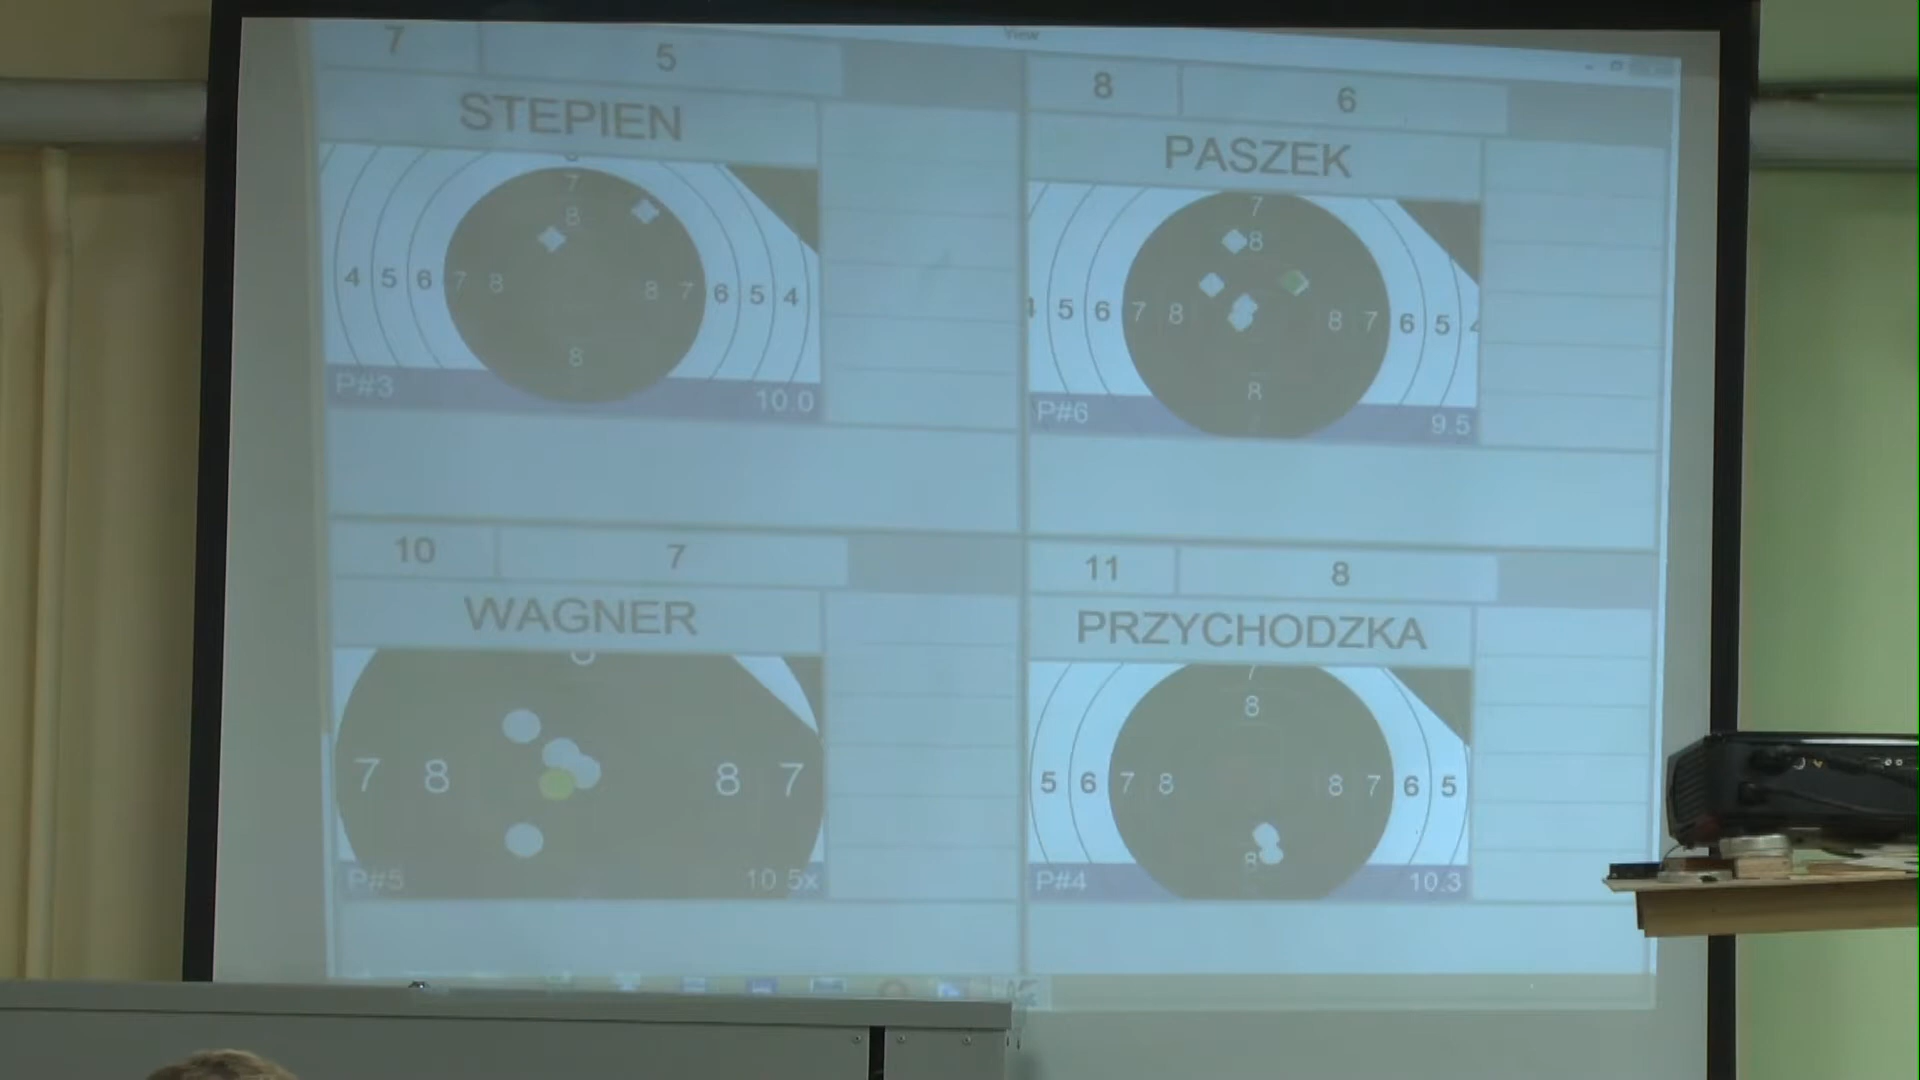 View
7 5
STEPIEN
7
8
4 5 6 7 8 8 7 6 5 4
8
P#3 10.0
8 6
PASZEK
7
8
5 6 7 8 8 7 6 5 4
8
P#6 9.5
10 7
WAGNER
7 8 8 7
P#5 10 5x
11 8
PRZYCHODZKA
7
8
5 6 7 8 8 7 6 5
8
P#4 10.3